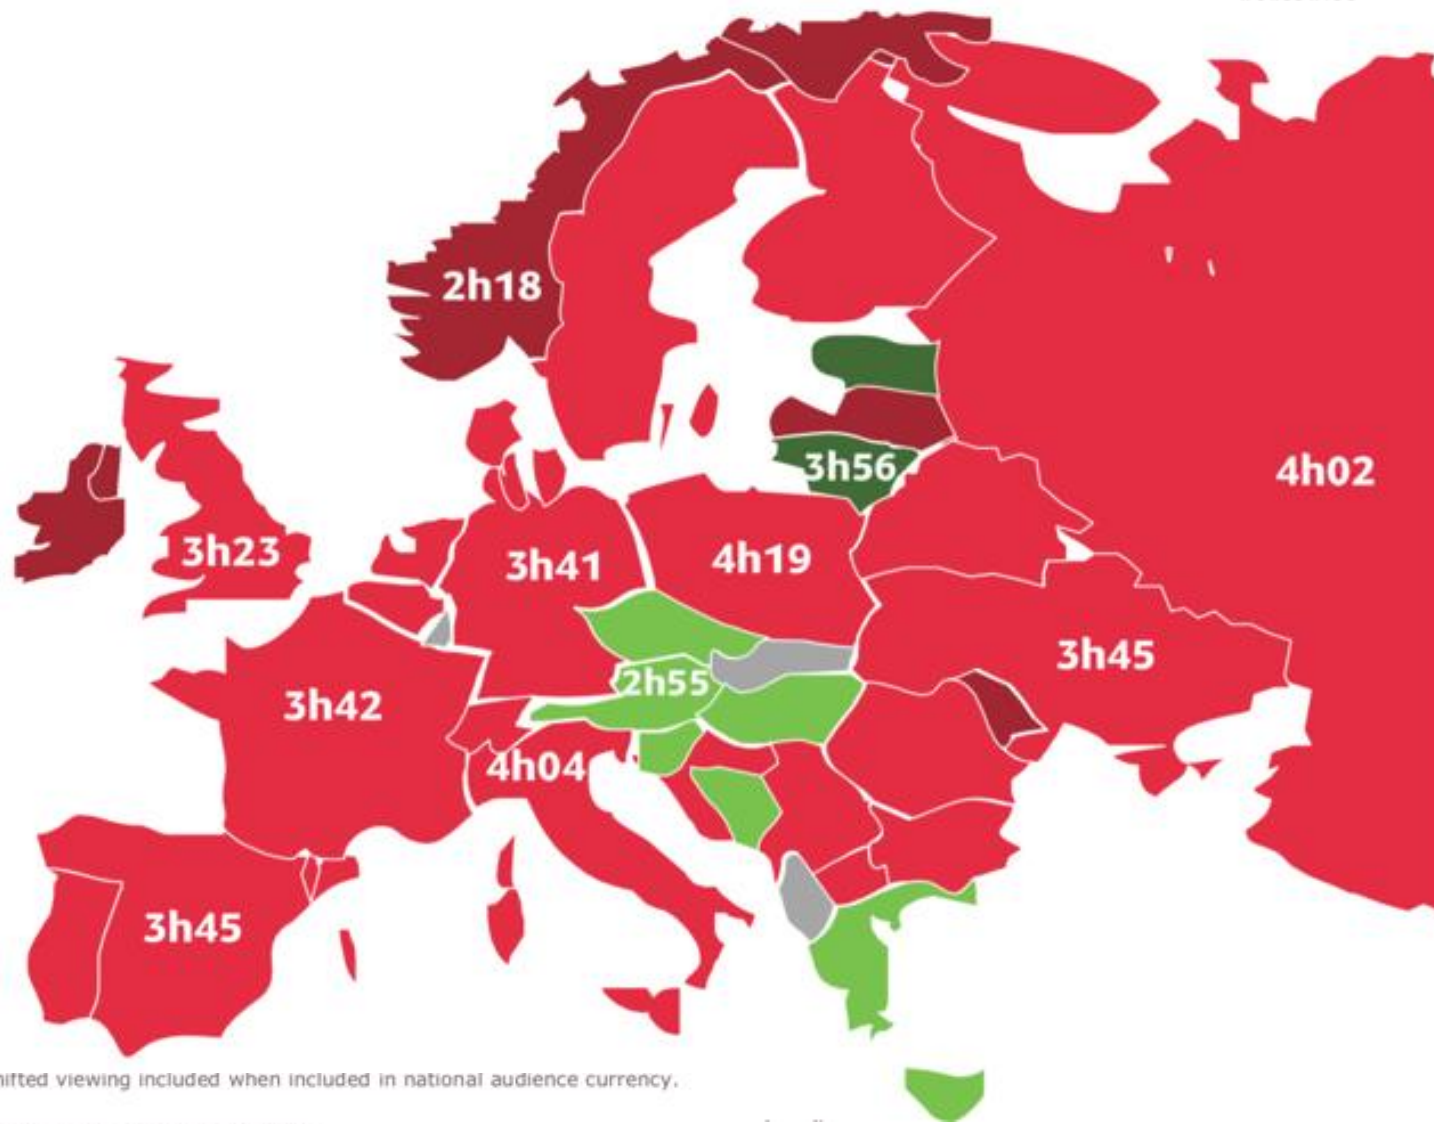 2h18
3h56
4h02
3h23
3h41
4h19
3h45
2h55
3h42
4h04
3h45
viewing included when included in national audience currency.